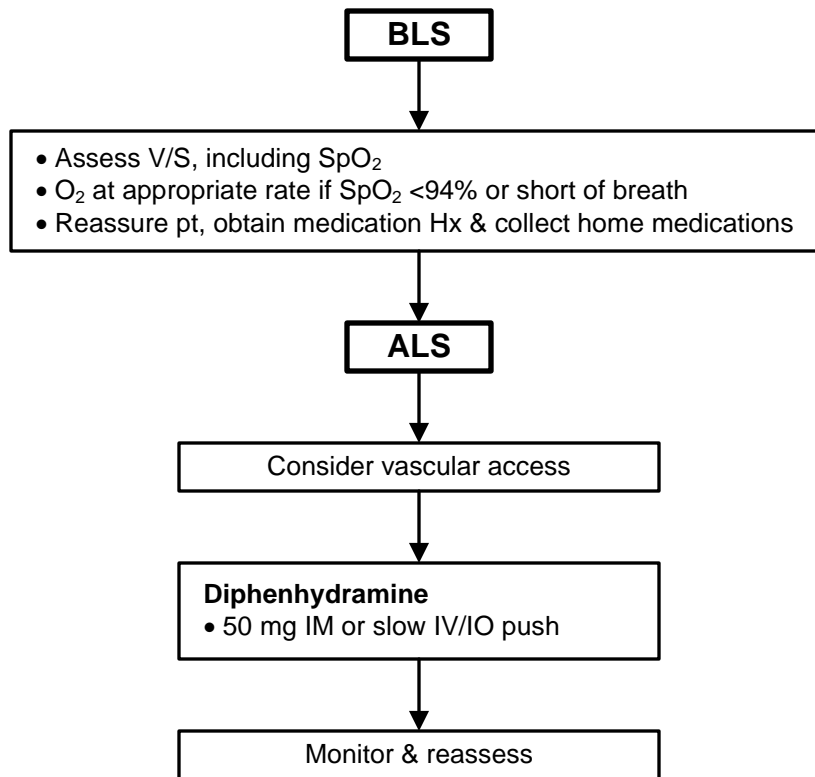 BLS
• Assess V/S, including SpO₂
• O₂ at appropriate rate if SpO₂ <94% or short of breath
• Reassure pt, obtain medication Hx & collect home medications
ALS
Consider vascular access
Diphenhydramine
• 50 mg IM or slow IV/IO push
Monitor & reassess